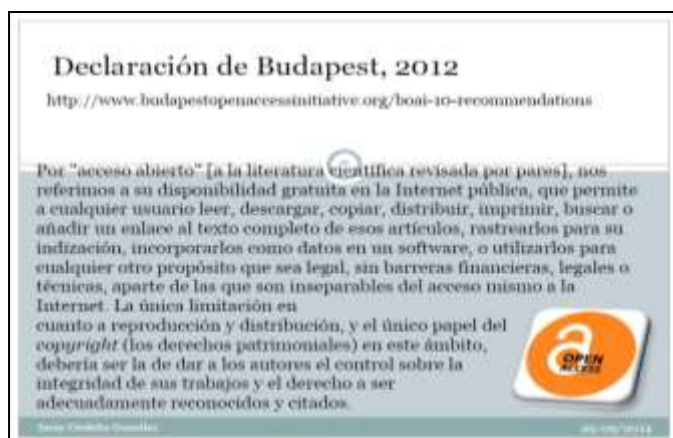 Declaración de Budapest, 2012
http://www.budapestopenaccessinitiative.org/boai-10-recommendations
Por "acceso abierto" [a la literatura científica revisada por pares], nos
referimos a su disponibilidad gratuita en la Internet pública, que permite
a cualquier usuario leer, descargar, copiar, distribuir, imprimir, buscar o
añadir un enlace al texto completo de esos artículos, rastrearlos para su
indización, incorporarlos como datos en un software, o utilizarlos para
cualquier otro propósito que sea legal, sin barreras financieras, legales o
técnicas, aparte de las que son inseparables del acceso mismo a la
Internet. La única limitación en
cuanto a reproducción y distribución, y el único papel del
copyright (los derechos patrimoniales) en este ámbito,
debería ser la de dar a los autores el control sobre la
integridad de sus trabajos y el derecho a ser
adecuadamente reconocidos y citados.
a
OPEN
ACCESS
Córdoba González